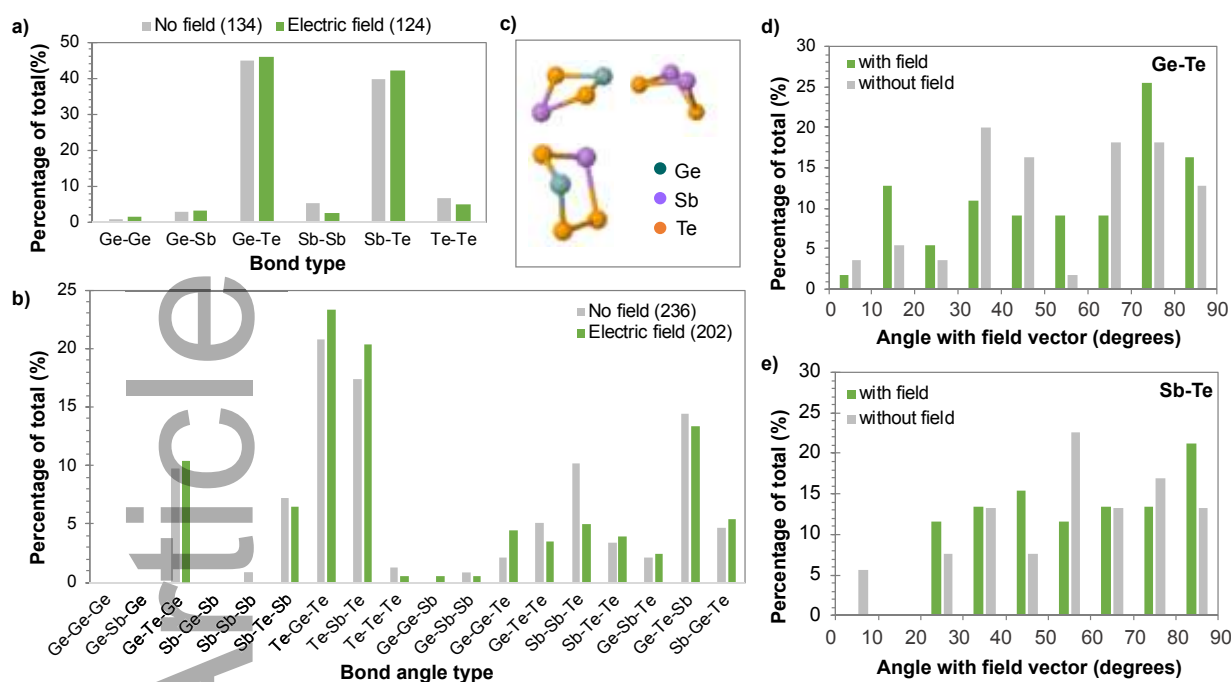 a)
No field (134)
Electric field (124)
Percentage of total(%)
50
40
30
20
10
0
Ge-Ge
Ge-Sb
Ge-Te
Sb-Sb
Sb-Te
Te-Te
Bond type
b)
No field (236)
Electric field (202)
Percentage of total (%)
25
20
15
10
5
0
Ge-Ge-Ge
Ge-Sb-Ge
Ge-Te-Ge
Sb-Ge-Sb
Sb-Sb-Sb
Sb-Te-Sb
Te-Ge-Te
Te-Sb-Te
Te-Te-Te
Ge-Ge-Sb
Ge-Sb-Sb
Ge-Ge-Te
Ge-Te-Te
Sb-Sb-Te
Sb-Te-Te
Ge-Sb-Te
Ge-Te-Sb
Sb-Ge-Te
Bond angle type
Article
c)
Ge
Sb
Te
d)
with field
without field
Ge-Te
Percentage of total (%)
30
25
20
15
10
5
0
0 10 20 30 40 50 60 70 80 90
Angle with field vector (degrees)
e)
with field
without field
Sb-Te
Percentage of total (%)
30
25
20
15
10
5
0
0 10 20 30 40 50 60 70 80 90
Angle with field vector (degrees)